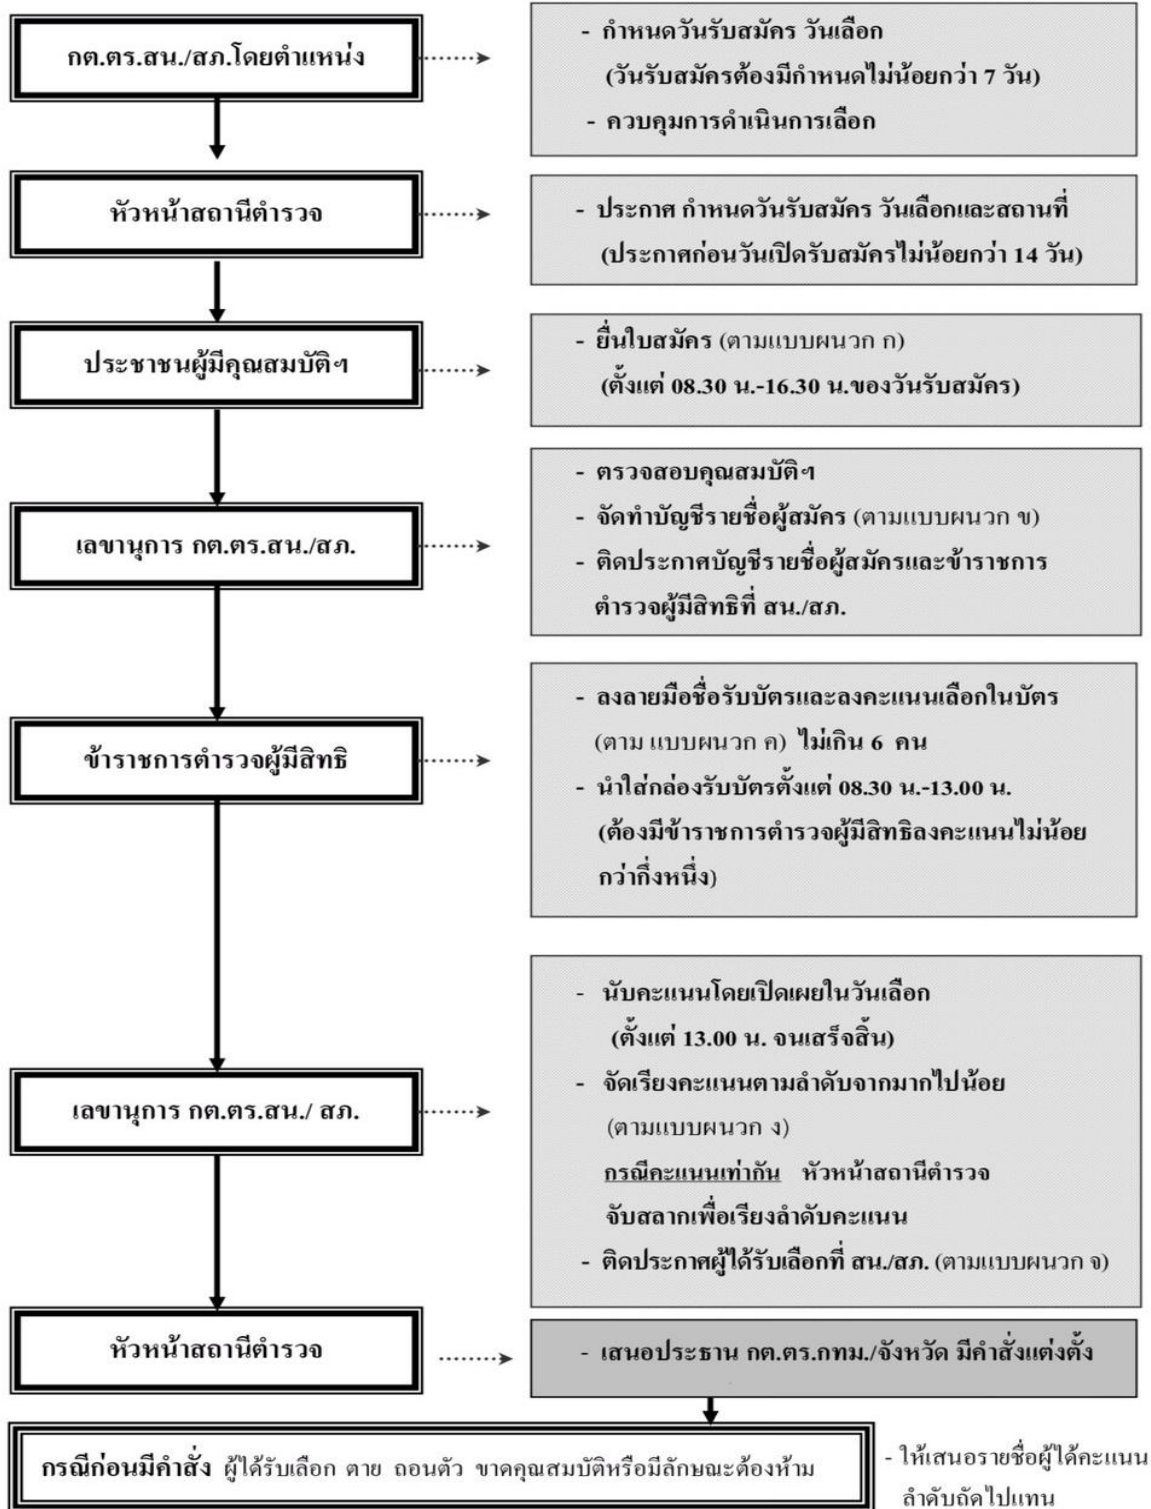 กต.ตร.สน./สภ.โดยตำแหน่ง
- กำหนดวันรับสมัคร วันเลือก
(วันรับสมัครต้องมีกำหนดไม่น้อยกว่า 7 วัน)
- ควบคุมการดำเนินการเลือก
หัวหน้าสถานีตำรวจ
- ประกาศ กำหนดวันรับสมัคร วันเลือกและสถานที่
(ประกาศก่อนวันเปิดรับสมัครไม่น้อยกว่า 14 วัน)
ประชาชนผู้มีคุณสมบัติฯ
- ยื่นใบสมัคร (ตามแบบผนวก ก)
(ตั้งแต่ 08.30 น.-16.30 น.ของวันรับสมัคร)
เลขานุการ กต.ตร.สน./สภ.
- ตรวจสอบคุณสมบัติฯ
- จัดทำบัญชีรายชื่อผู้สมัคร (ตามแบบผนวก ข)
- ติดประกาศบัญชีรายชื่อผู้สมัครและข้าราชการ
ตำรวจผู้มีสิทธิที่ สน./สภ.
ข้าราชการตำรวจผู้มีสิทธิ
- ลงลายมือชื่อรับบัตรและลงคะแนนเลือกในบัตร
(ตาม แบบผนวก ค) ไม่เกิน 6 คน
- นำใส่กล่องรับบัตรตั้งแต่ 08.30 น.-13.00 น.
(ต้องมีข้าราชการตำรวจผู้มีสิทธิลงคะแนนไม่น้อย
กว่ากึ่งหนึ่ง)
เลขานุการ กต.ตร.สน./ สภ.
- นับคะแนนโดยเปิดเผยในวันเลือก
(ตั้งแต่ 13.00 น. จนเสร็จสิ้น)
- จัดเรียงคะแนนตามลำดับจากมากไปน้อย
(ตามแบบผนวก ง)
กรณีคะแนนเท่ากัน หัวหน้าสถานีตำรวจ
จับสลากเพื่อเรียงลำดับคะแนน
- ติดประกาศผู้ได้รับเลือกที่ สน./สภ. (ตามแบบผนวก จ)
หัวหน้าสถานีตำรวจ
- เสนอประธาน กต.ตร.กทม./จังหวัด มีคำสั่งแต่งตั้ง
กรณีก่อนมีคำสั่ง ผู้ได้รับเลือก ตาย ถอนตัว ขาดคุณสมบัติหรือมีลักษณะต้องห้าม
- ให้เสนอรายชื่อผู้ได้คะแนน
ลำดับถัดไปแทน